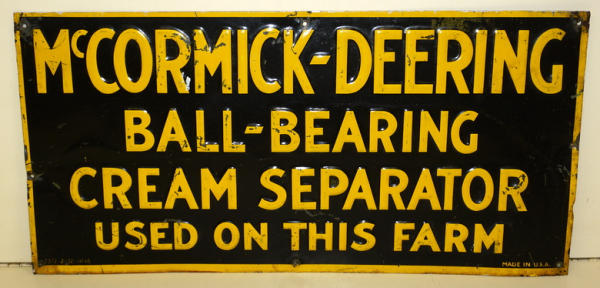 McCORMICK-DEERING
BALL-BEARING
CREAM SEPARATOR
USED ON THIS FARM
MADE IN U.S.A.